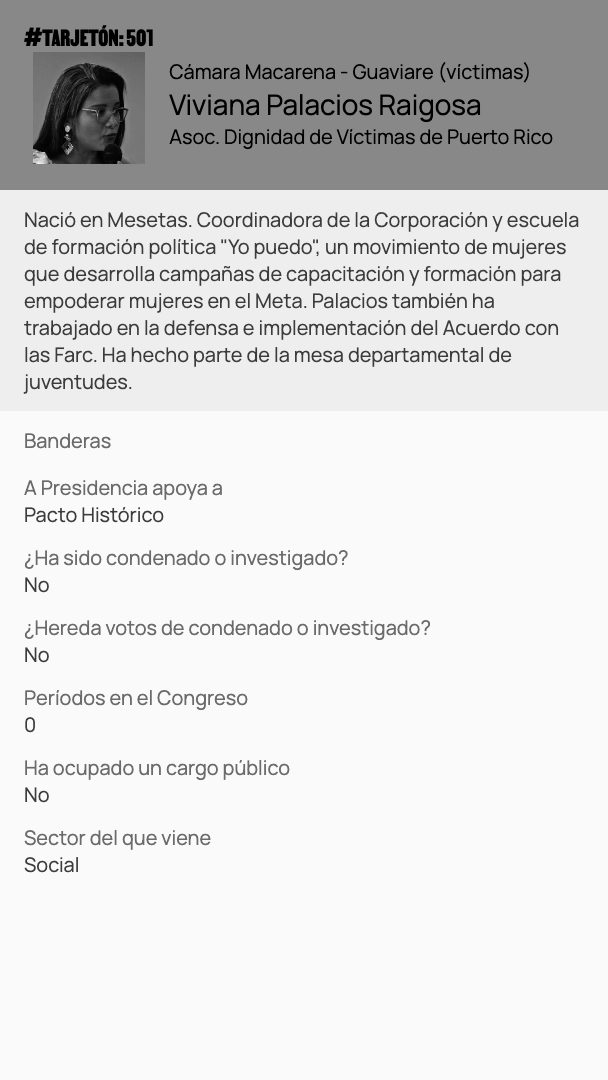 #TARJETÓN: 501
Cámara Macarena - Guaviare (víctimas)
Viviana Palacios Raigosa
Asoc. Dignidad de Víctimas de Puerto Rico
Nació en Mesetas. Coordinadora de la Corporación y escuela
de formación política "Yo puedo", un movimiento de mujeres
que desarrolla campañas de capacitación y formación para
empoderar mujeres en el Meta. Palacios también ha
trabajado en la defensa e implementación del Acuerdo con
las Farc. Ha hecho parte de la mesa departamental de
juventudes.
Banderas
A Presidencia apoya a
Pacto Histórico
¿Ha sido condenado o investigado?
No
¿Hereda votos de condenado o investigado?
No
Períodos en el Congreso
0
Ha ocupado un cargo público
No
Sector del que viene
Social